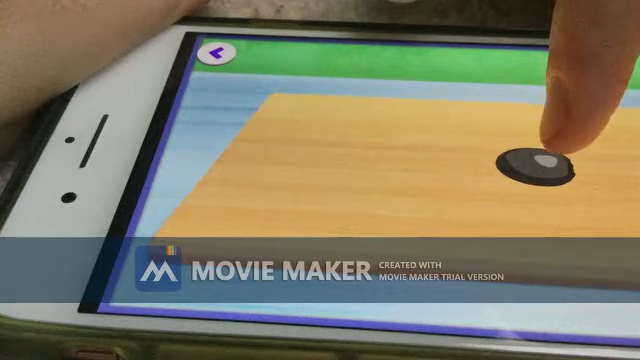 MOVIE MAKER
CREATED WITH
MOVIE MAKER TRIAL VERSION